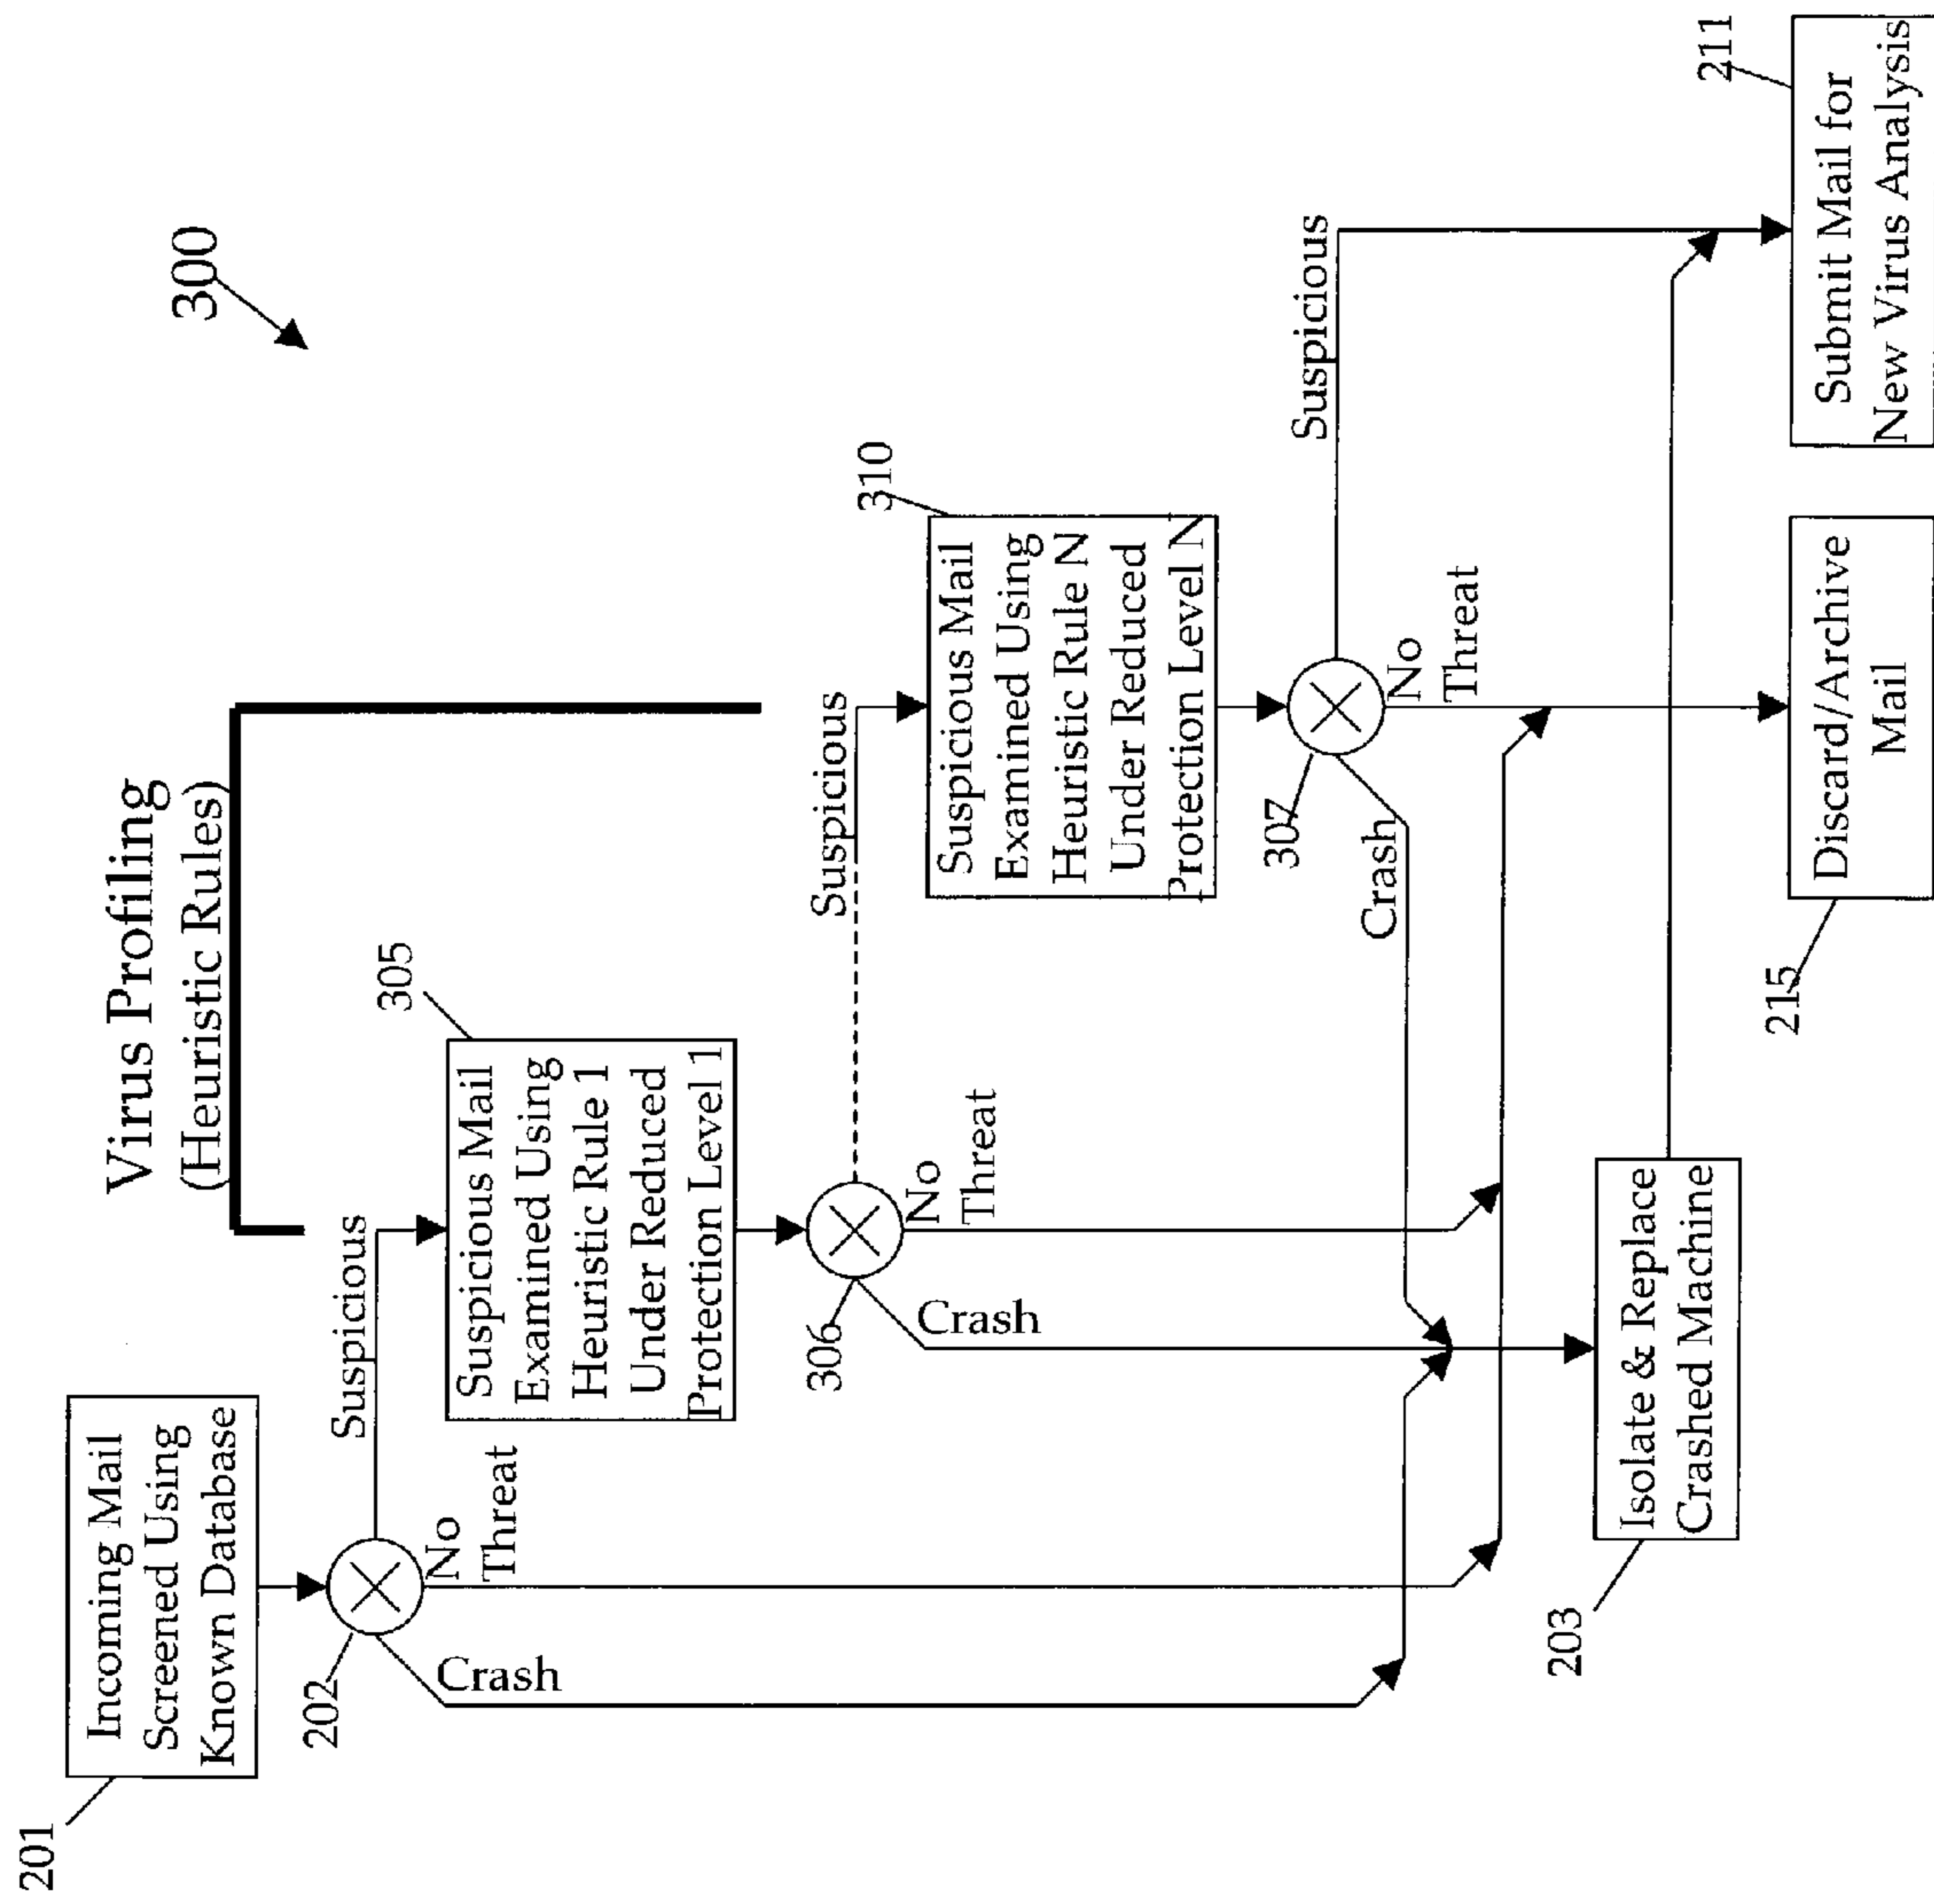 300
Virus Profiling
(Heuristic Rules)
201
Incoming Mail
Screened Using
Known Database
202
Suspicious
No
Threat
Crash
305
Suspicious Mail
Examined Using
Heuristic Rule 1
Under Reduced
Protection Level 1
306
Suspicious
No
Threat
Crash
310
Suspicious Mail
Examined Using
Heuristic Rule N
Under Reduced
Protection Level N
307
Suspicious
No
Threat
Crash
203
Isolate & Replace
Crashed Machine
215
Discard/Archive
Mail
211
Submit Mail for
New Virus Analysis